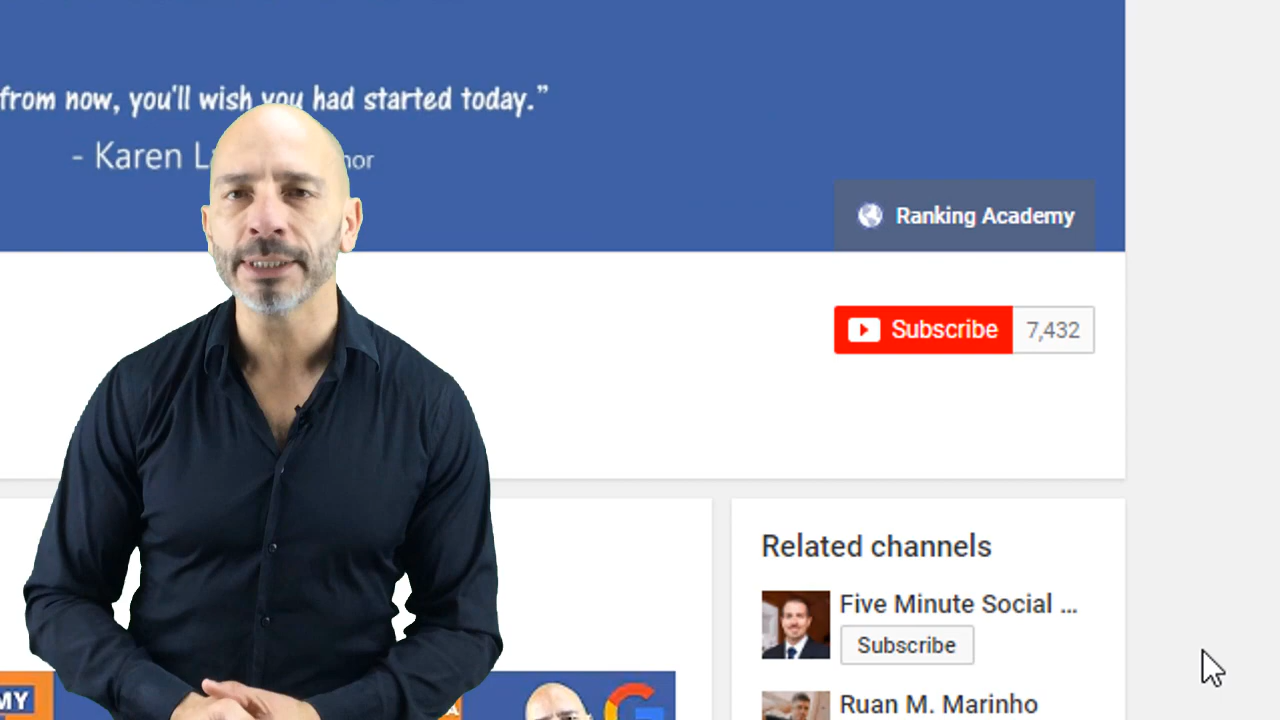 from now, you'll wish you had started today."
- Karen
Ranking Academy
Subscribe 7,432
Related channels
Five Minute Social ...
Subscribe
Ruan M. Marinho
MY